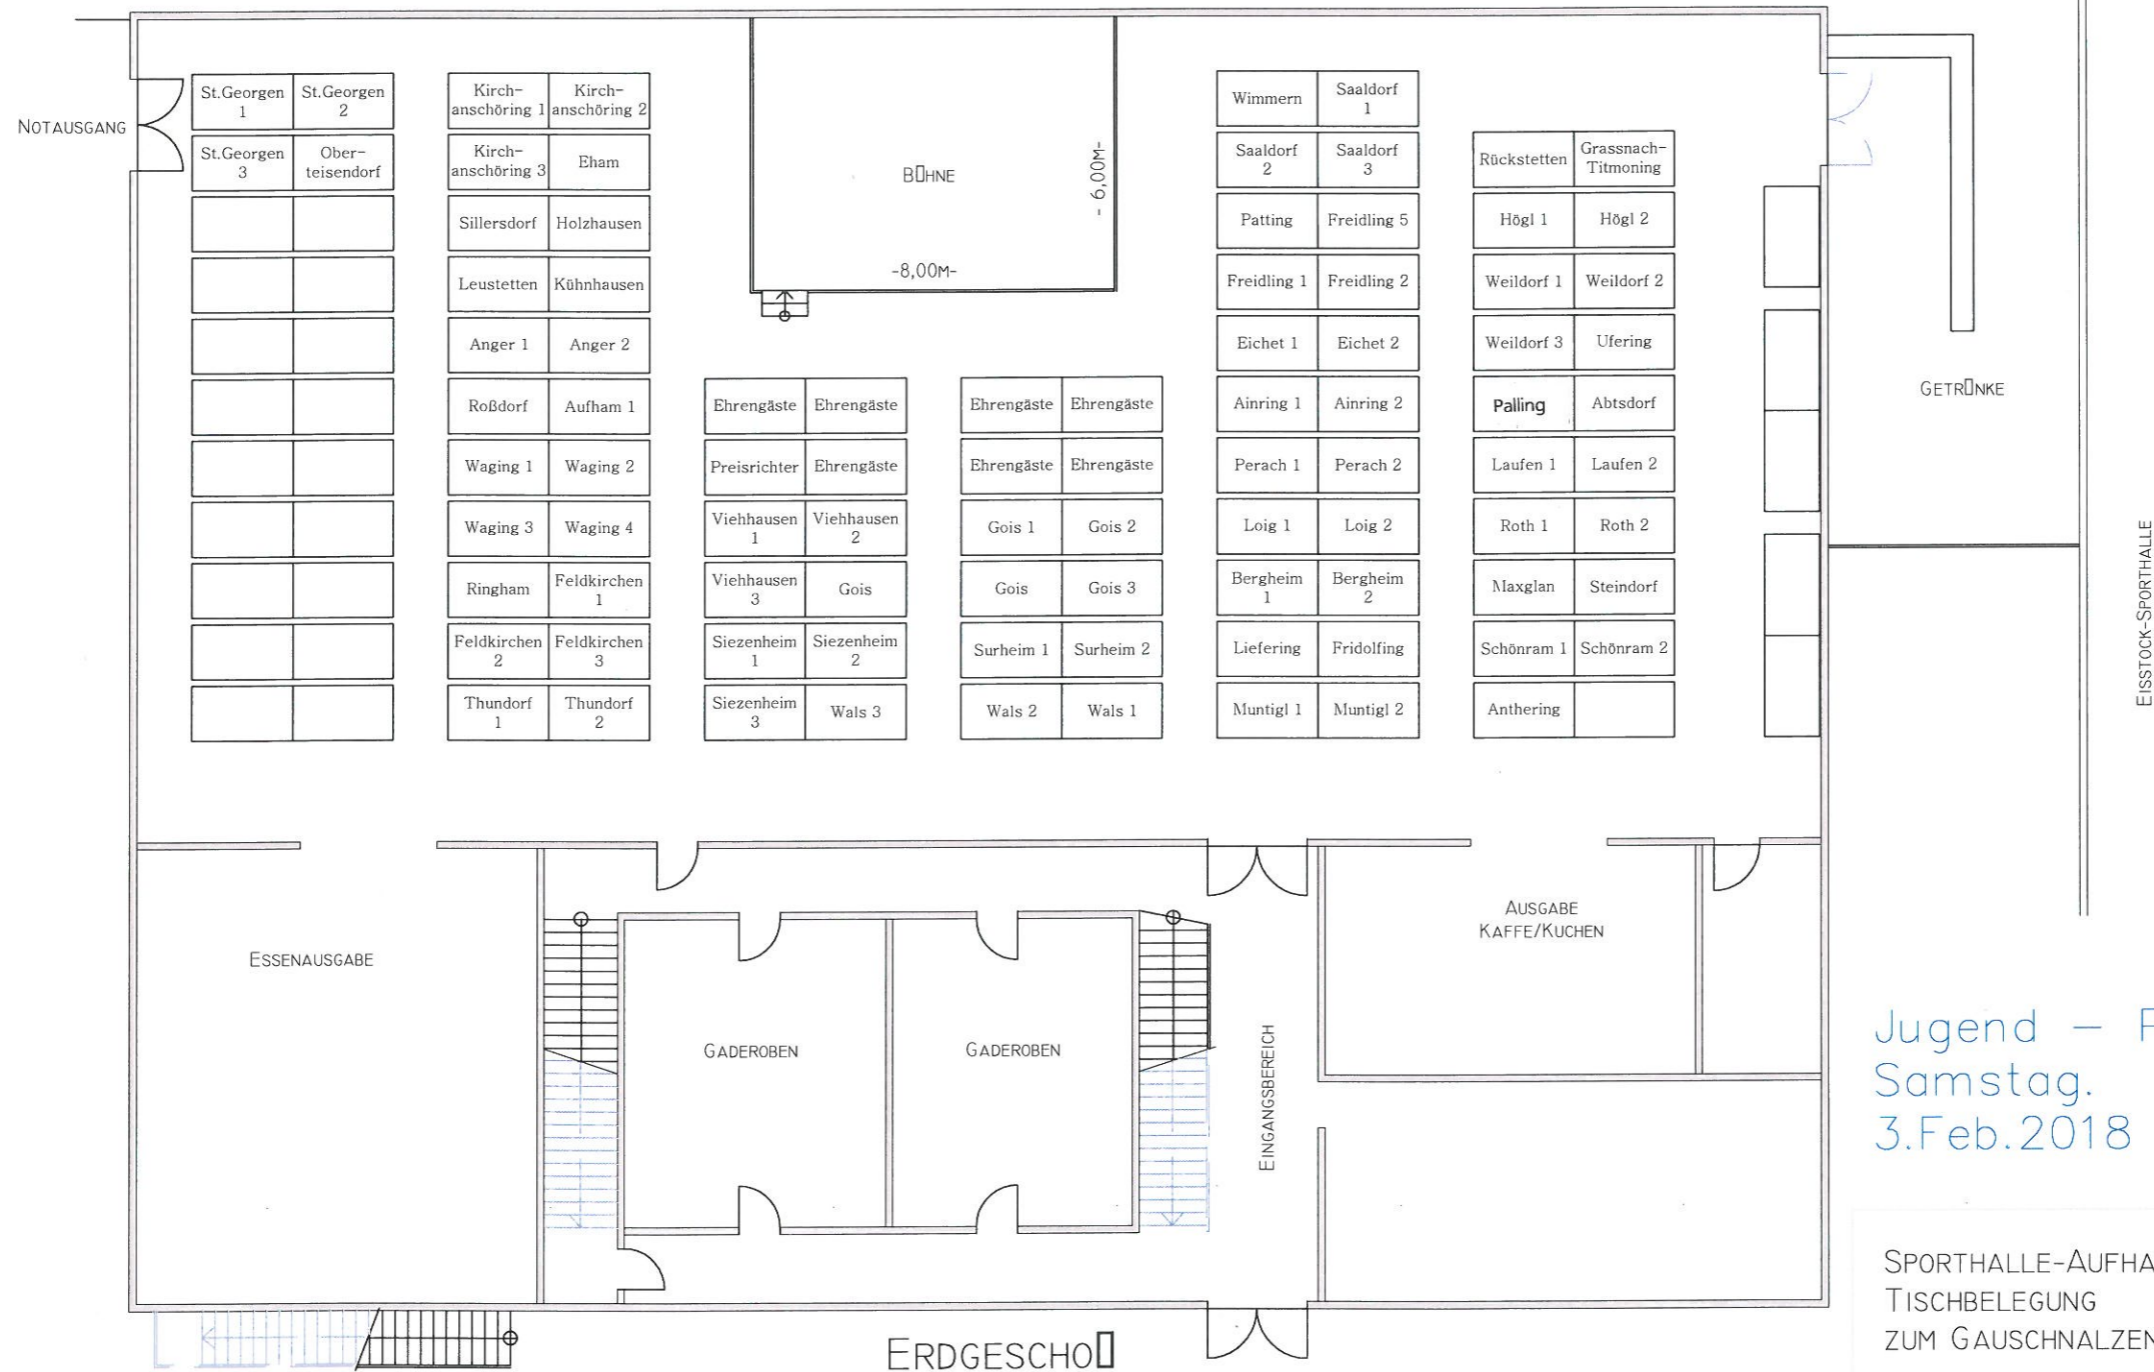 NOTAUSGANG
St.Georgen
1
St.Georgen
2
St.Georgen
3
Ober-
teisendorf
Kirch-
anschöring 1
Kirch-
anschöring 2
Kirch-
anschöring 3
Eham
Sillersdorf
Holzhausen
Leustetten
Kühnhausen
Anger 1
Anger 2
Roßdorf
Aufham 1
Waging 1
Waging 2
Waging 3
Waging 4
Ringham
Feldkirchen
1
Feldkirchen
2
Feldkirchen
3
Thundorf
1
Thundorf
2
B▯HNE
- 6,00M-
-8,00M-
Ehrengäste
Ehrengäste
Preisrichter
Ehrengäste
Viehhausen
1
Viehhausen
2
Viehhausen
3
Gois
Siezenheim
1
Siezenheim
2
Siezenheim
3
Wals 3
Ehrengäste
Ehrengäste
Ehrengäste
Ehrengäste
Gois 1
Gois 2
Gois
Gois 3
Surheim 1
Surheim 2
Wals 2
Wals 1
Wimmern
Saaldorf
1
Saaldorf
2
Saaldorf
3
Patting
Freidling 5
Freidling 1
Freidling 2
Eichet 1
Eichet 2
Ainring 1
Ainring 2
Perach 1
Perach 2
Loig 1
Loig 2
Bergheim
1
Bergheim
2
Liefering
Fridolfing
Muntigl 1
Muntigl 2
Rückstetten
Grassnach-
Titmoning
Högl 1
Högl 2
Weildorf 1
Weildorf 2
Weildorf 3
Ufering
Palling
Abtsdorf
Laufen 1
Laufen 2
Roth 1
Roth 2
Maxglan
Steindorf
Schönram 1
Schönram 2
Anthering
GETR▯NKE
EISSTOCK-SPORTHALLE
ESSENAUSGABE
GADEROBEN
GADEROBEN
EINGANGSBEREICH
AUSGABE
KAFFE/KUCHEN
Jugend – P
Samstag.
3.Feb.2018
SPORTHALLE-AUFHA
TISCHBELEGUNG
ZUM GAUSCHNALZEN
ERDGESCHO▯